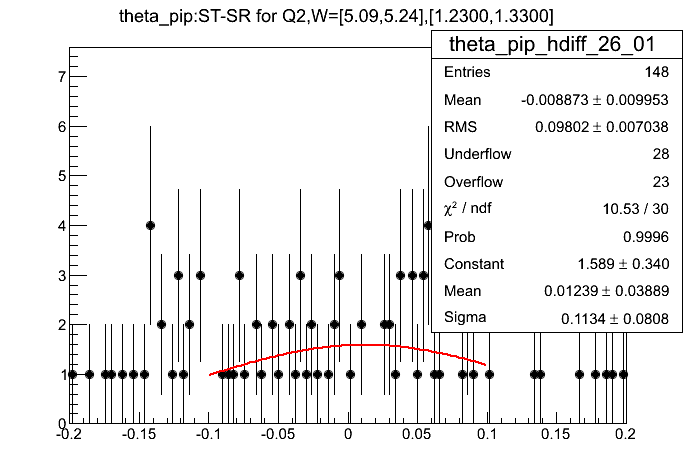 theta_pip:ST-SR for Q2,W=[5.09,5.24],[1.2300,1.3300]
theta_pip_hdiff_26_01
Entries 148
Mean -0.008873 ± 0.009953
RMS 0.09802 ± 0.007038
Underflow 28
Overflow 23
χ² / ndf 10.53 / 30
Prob 0.9996
Constant 1.589 ± 0.340
Mean 0.01239 ± 0.03889
Sigma 0.1134 ± 0.0808
7
6
5
4
3
2
1
0
-0.2 -0.15 -0.1 -0.05 0 0.05 0.1 0.15 0.2